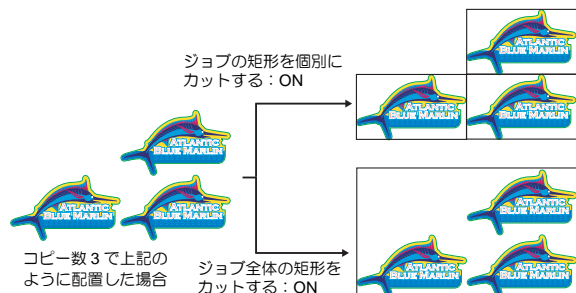 ジョブの矩形を個別に
カットする：ON
ATLANTIC
BLUE MARLIN
ATLANTIC
BLUE MARLIN
ATLANTIC
BLUE MARLIN
ATLANTIC
BLUE MARLIN
ATLANTIC
BLUE MARLIN
ATLANTIC
BLUE MARLIN
コピー数 3 で上記の
ように配置した場合
ジョブ全体の矩形を
カットする：ON
ATLANTIC
BLUE MARLIN
ATLANTIC
BLUE MARLIN
ATLANTIC
BLUE MARLIN